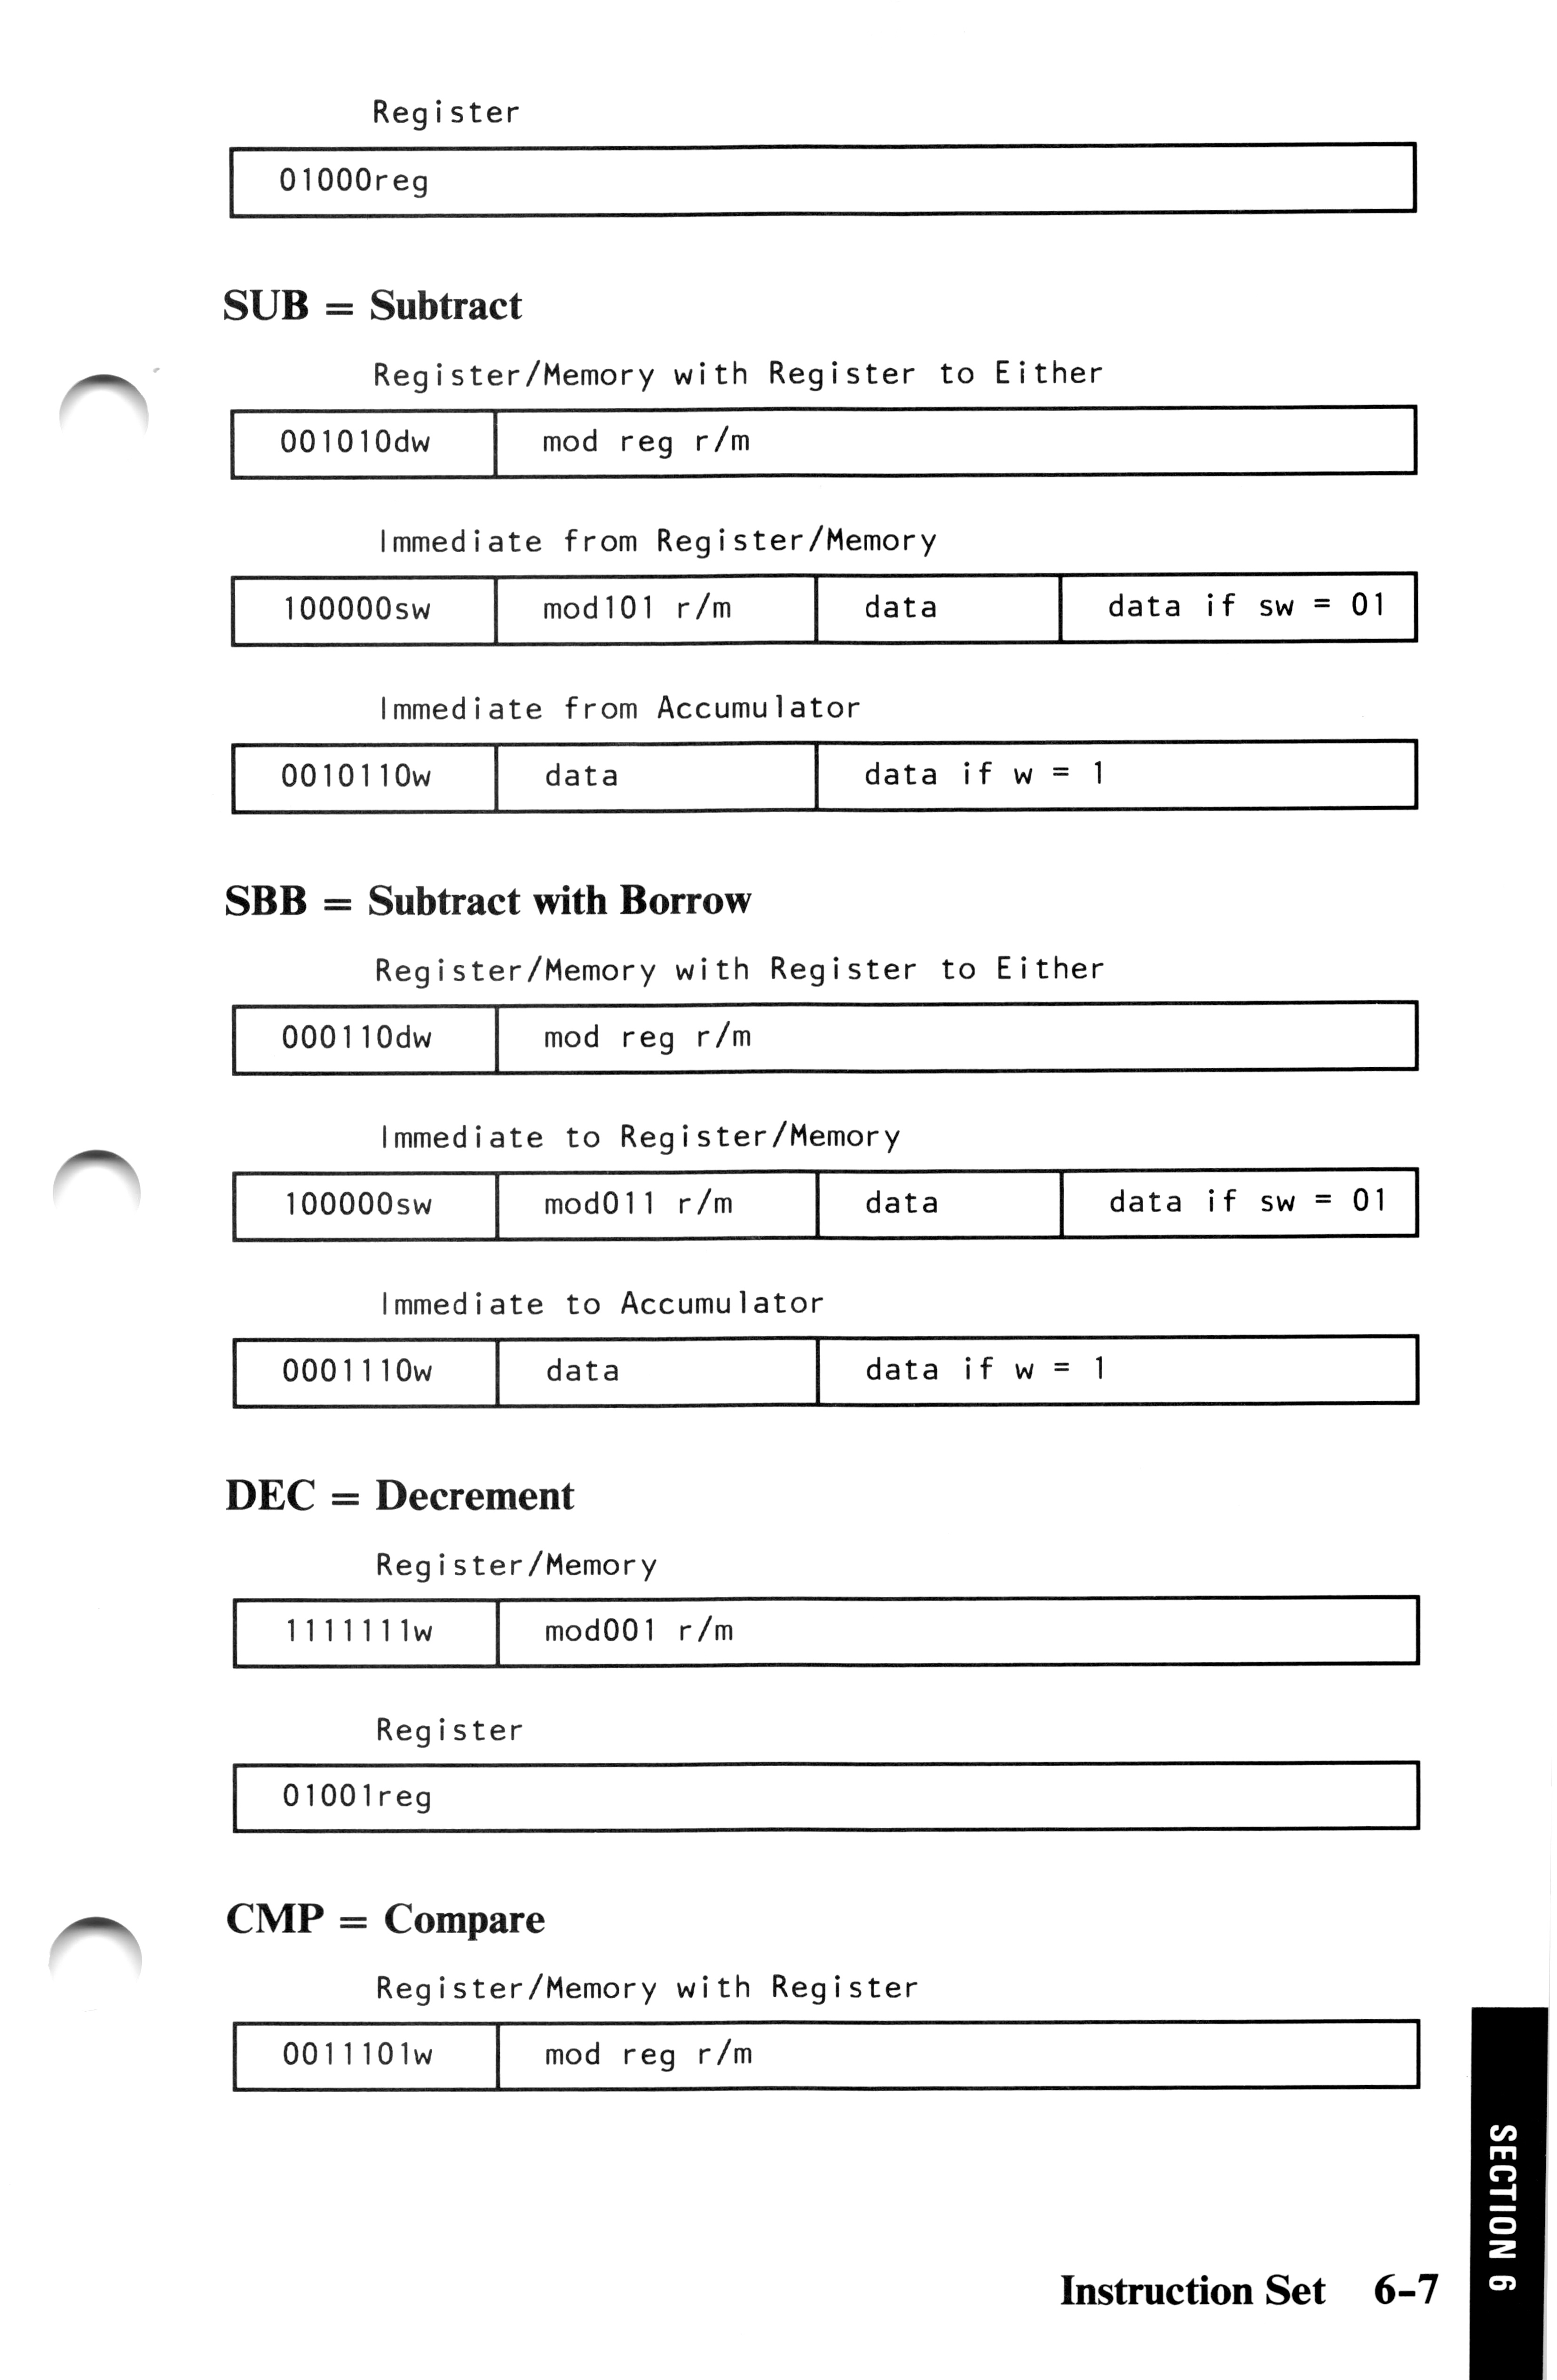 Register
01000reg
SUB = Subtract
Register/Memory with Register to Either
001010dw mod reg r/m
Immediate from Register/Memory
100000sw mod101 r/m data data if sw = 01
Immediate from Accumulator
0010110w data data if w = 1
SBB = Subtract with Borrow
Register/Memory with Register to Either
000110dw mod reg r/m
Immediate to Register/Memory
100000sw mod011 r/m data data if sw = 01
Immediate to Accumulator
0001110w data data if w = 1
DEC = Decrement
Register/Memory
1111111w mod001 r/m
Register
01001reg
CMP = Compare
Register/Memory with Register
0011101w mod reg r/m
SECTION 6
Instruction Set 6-7